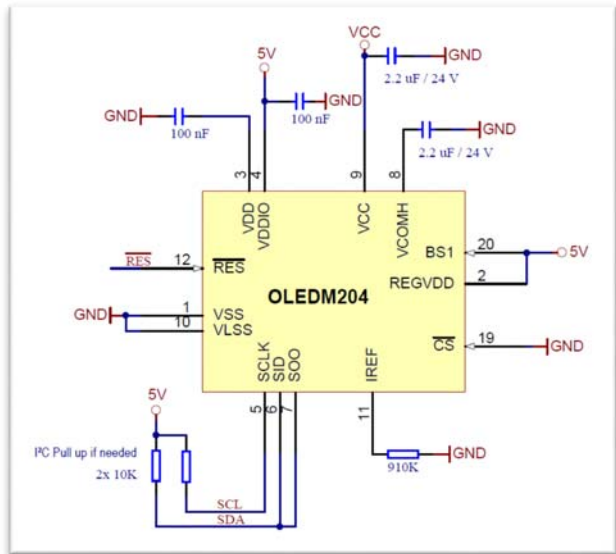 VCC
GND
2.2 uF / 24 V
5V
GND
100 nF
GND
100 nF
GND
2.2 uF / 24 V
3
4
9
8
VDD
VDDIO
VCC
VCOMH
RES
12
RES
BS1
20
5V
REGVDD
2
OLEDM204
GND
1
VSS
10
VLSS
CS
19
GND
SCLK
SID
SOO
IREF
5
6
7
11
5V
I²C Pull up if needed
2x 10K
910K
GND
SCL
SDA